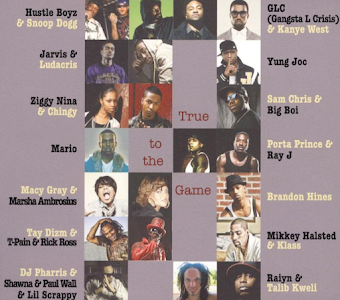 Hustle Boyz
& Snoop Dogg
GLC
(Gangsta L Crisis)
& Kanye West
Jarvis &
Ludacris
Yung Joc
Ziggy Nina
& Chingy
True
Sam Chris &
Big Boi
Mario
to
the
Porta Prince &
Ray J
Macy Gray &
Marsha Ambrosius
Game
Brandon Hines
Tay Dizm &
T-Pain & Rick Ross
Mikkey Halsted
& Klass
DJ Pharris &
Shawna & Paul Wall
& Lil Scrappy
Raiyn &
Talib Kweli